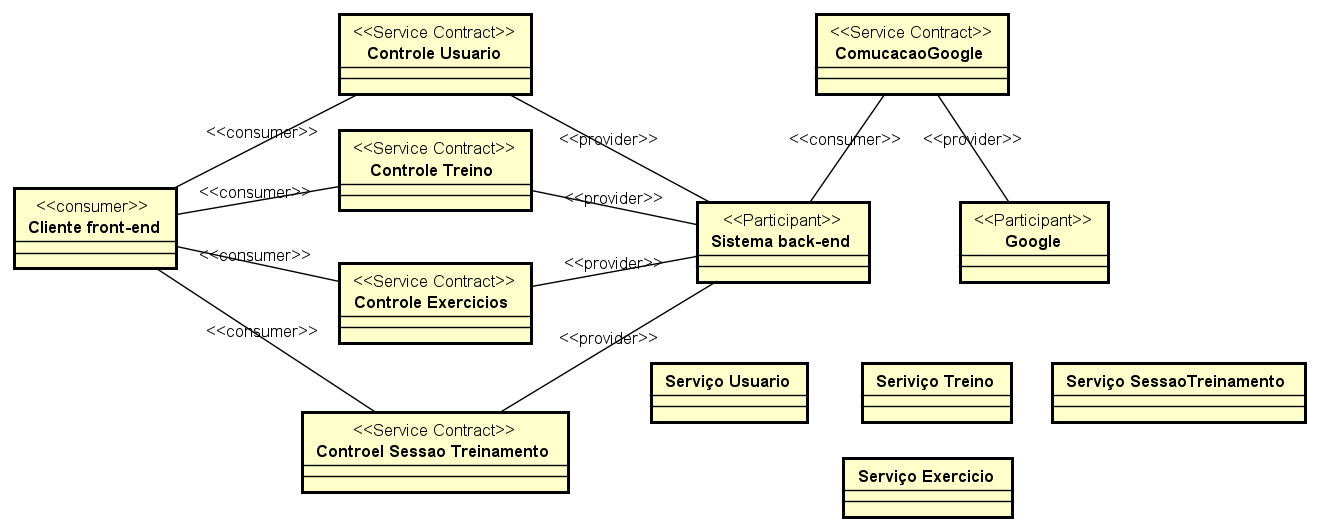 <<Service Contract>>
Controle Usuario
<<Service Contract>>
ComucacaoGoogle
<<consumer>>
<<provider>>
<<consumer>>
<<provider>>
<<Service Contract>>
Controle Treino
<<consumer>>
<<provider>>
<<consumer>>
Cliente front-end
<<Participant>>
Sistema back-end
<<Participant>>
Google
<<consumer>>
<<provider>>
<<Service Contract>>
Controle Exercicios
<<consumer>>
<<provider>>
Serviço Usuario
Seriviço Treino
Serviço SessaoTreinamento
<<Service Contract>>
Controel Sessao Treinamento
Serviço Exercicio